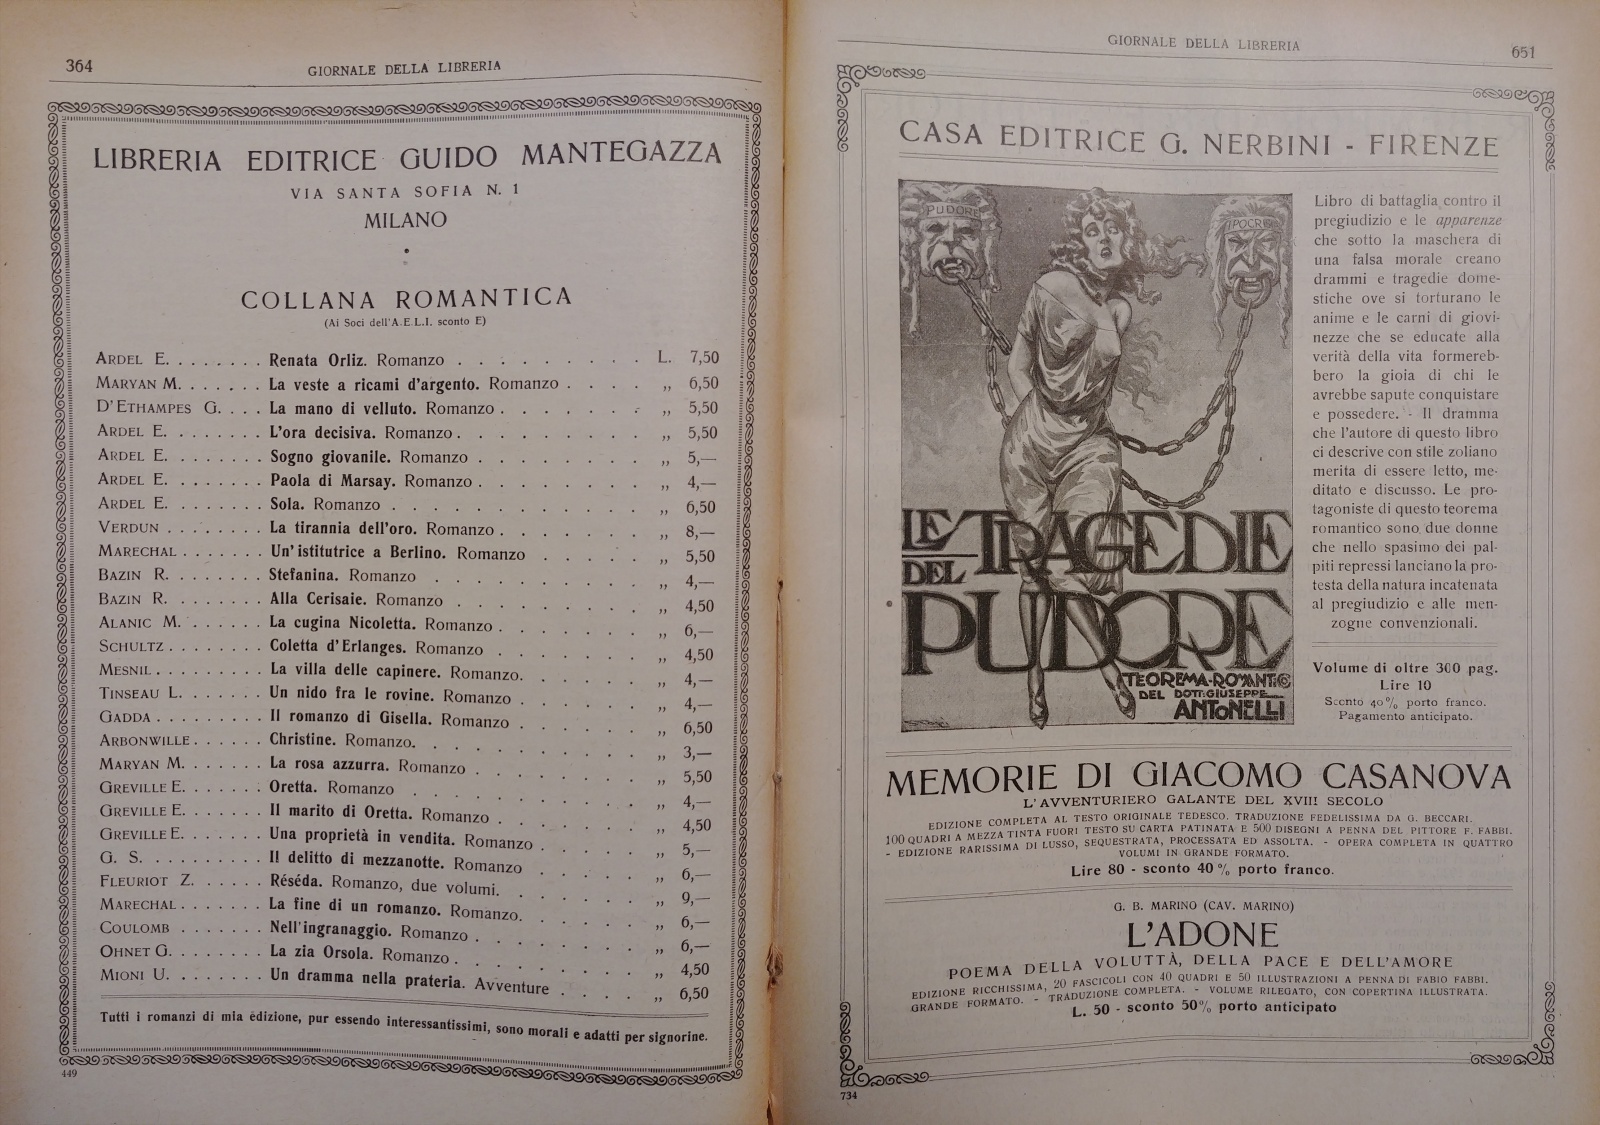 364
GIORNALE DELLA LIBRERIA
LIBRERIA EDITRICE GUIDO MANTEGAZZA
VIA SANTA SOFIA N. 1
MILANO
COLLANA ROMANTICA
(Ai Soci dell'A.E.L.I. sconto E)
ARDEL E. . . . . . . . Renata Orliz. Romanzo . . . . . . . . . L. 7,50
MARYAN M. . . . . . . La veste a ricami d'argento. Romanzo . . . . „ 6,50
D'ETHAMPES G. . . . La mano di velluto. Romanzo . . . . . . . „ 5,50
ARDEL E. . . . . . . . L'ora decisiva. Romanzo . . . . . . . . . „ 5,50
ARDEL E. . . . . . . . Sogno giovanile. Romanzo . . . . . . . . „ 5,—
ARDEL E. . . . . . . . Paola di Marsay. Romanzo . . . . . . . . „ 4,—
ARDEL E. . . . . . . . Sola. Romanzo . . . . . . . . . . . „ 6,50
VERDUN . . . . . . . . La tirannia dell'oro. Romanzo . . . . . . . „ 8,—
MARECHAL . . . . . . . Un'istitutrice a Berlino. Romanzo . . . . . . „ 5,50
BAZIN R. . . . . . . . Stefanina. Romanzo . . . . . . . . . . „ 4,—
BAZIN R. . . . . . . . Alla Cerisaie. Romanzo . . . . . . . . . „ 4,50
ALANIC M. . . . . . . La cugina Nicoletta. Romanzo . . . . . . . „ 6,—
SCHULTZ . . . . . . . . Coletta d'Erlanges. Romanzo . . . . . . . „ 4,50
MESNIL . . . . . . . . . La villa delle capinere. Romanzo. . . . . . . „ 4,—
TINSEAU L. . . . . . . Un nido fra le rovine. Romanzo . . . . . . „ 4,—
GADDA . . . . . . . . . Il romanzo di Gisella. Romanzo . . . . . . „ 6,50
ARBONWILLE . . . . . . Christine. Romanzo. . . . . . . . . . . „ 3,—
MARYAN M. . . . . . . La rosa azzurra. Romanzo . . . . . . . . „ 5,50
GREVILLE E. . . . . . . Oretta. Romanzo . . . . . . . . . . . „ 4,—
GREVILLE E. . . . . . . Il marito di Oretta. Romanzo . . . . . . . „ 4,50
GREVILLE E. . . . . . . Una proprietà in vendita. Romanzo . . . . . . „ 5,—
G. S. . . . . . . . . . Il delitto di mezzanotte. Romanzo . . . . . . „ 6,—
FLEURIOT Z. . . . . . . Réséda. Romanzo, due volumi. . . . . . . . „ 9,—
MARECHAL . . . . . . . La fine di un romanzo. Romanzo. . . . . . . „ 6,—
COULOMB . . . . . . . Nell'ingranaggio. Romanzo . . . . . . . . „ 6,—
OHNET G. . . . . . . . La zia Orsola. Romanzo . . . . . . . . . „ 4,50
MIONI U. . . . . . . . Un dramma nella prateria. Avventure . . . . „ 6,50
Tutti i romanzi di mia edizione, pur essendo interessantissimi, sono morali e adatti per signorine.
449
GIORNALE DELLA LIBRERIA
651
CASA EDITRICE G. NERBINI - FIRENZE
PUDORE
IPOCRISIA
LE TRAGEDIE
DEL
PUDORE
TEOREMA-ROMANTICO
DEL DOTT. GIUSEPPE
ANTONELLI
Libro di battaglia contro il
pregiudizio e le apparenze
che sotto la maschera di
una falsa morale creano
drammi e tragedie dome-
stiche ove si torturano le
anime e le carni di giovi-
nezze che se educate alla
verità della vita formereb-
bero la gioia di chi le
avrebbe sapute conquistare
e possedere. - Il dramma
che l'autore di questo libro
ci descrive con stile zoliano
merita di essere letto, me-
ditato e discusso. Le pro-
tagoniste di questo teorema
romantico sono due donne
che nello spasimo dei pal-
piti repressi lanciano la pro-
testa della natura incatenata
al pregiudizio e alle men-
zogne convenzionali.
Volume di oltre 300 pag.
Lire 10
Sconto 40% porto franco.
Pagamento anticipato.
MEMORIE DI GIACOMO CASANOVA
L'AVVENTURIERO GALANTE DEL XVIII SECOLO
EDIZIONE COMPLETA AL TESTO ORIGINALE TEDESCO. TRADUZIONE FEDELISSIMA DA G. BECCARI.
100 QUADRI A MEZZA TINTA FUORI TESTO SU CARTA PATINATA E 500 DISEGNI A PENNA DEL PITTORE F. FABBI.
- EDIZIONE RARISSIMA DI LUSSO, SEQUESTRATA, PROCESSATA ED ASSOLTA. - OPERA COMPLETA IN QUATTRO
VOLUMI IN GRANDE FORMATO.
Lire 80 - sconto 40% porto franco.
G. B. MARINO (CAV. MARINO)
L'ADONE
POEMA DELLA VOLUTTÀ, DELLA PACE E DELL'AMORE
EDIZIONE RICCHISSIMA, 20 FASCICOLI CON 40 QUADRI E 50 ILLUSTRAZIONI A PENNA DI FABIO FABBI.
GRANDE FORMATO. - TRADUZIONE COMPLETA. - VOLUME RILEGATO, CON COPERTINA ILLUSTRATA.
L. 50 - sconto 50% porto anticipato
734